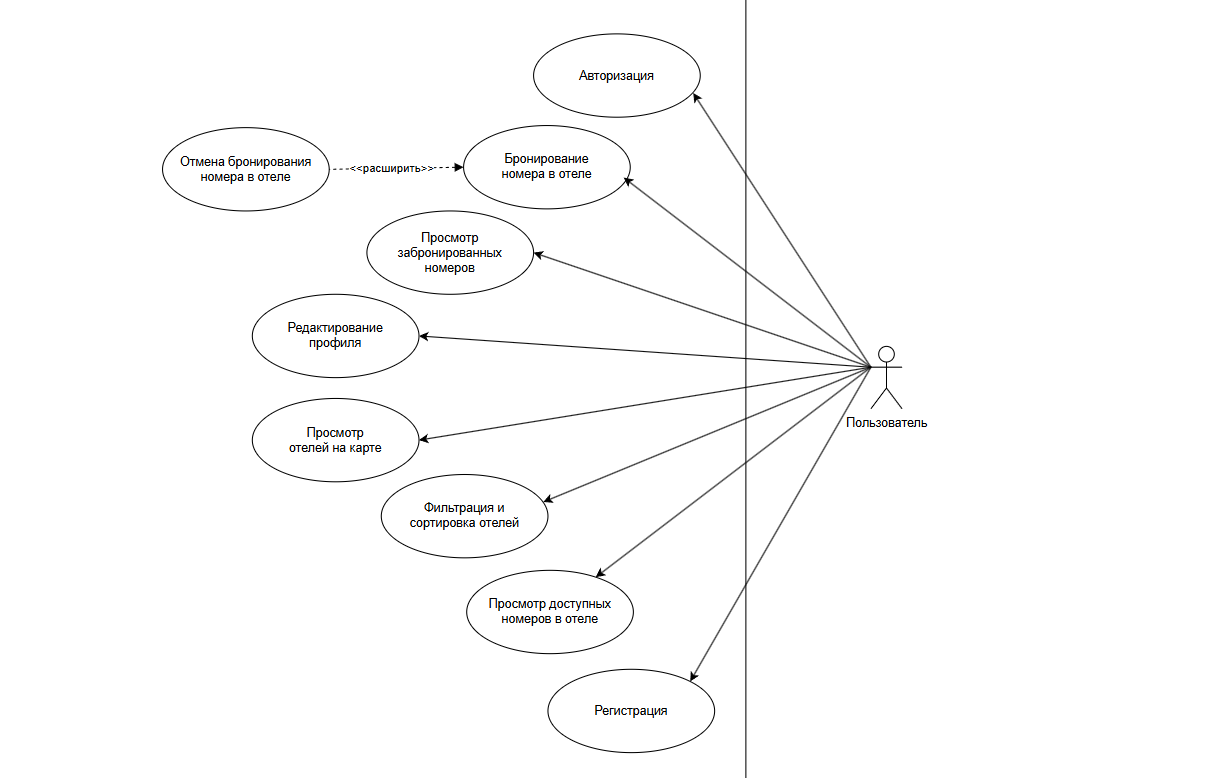 Авторизация
Отмена бронирования
номера в отеле
<<расширить>>
Бронирование
номера в отеле
Просмотр
забронированных
номеров
Редактирование
профиля
Просмотр
отелей на карте
Пользователь
Фильтрация и
сортировка отелей
Просмотр доступных
номеров в отеле
Регистрация